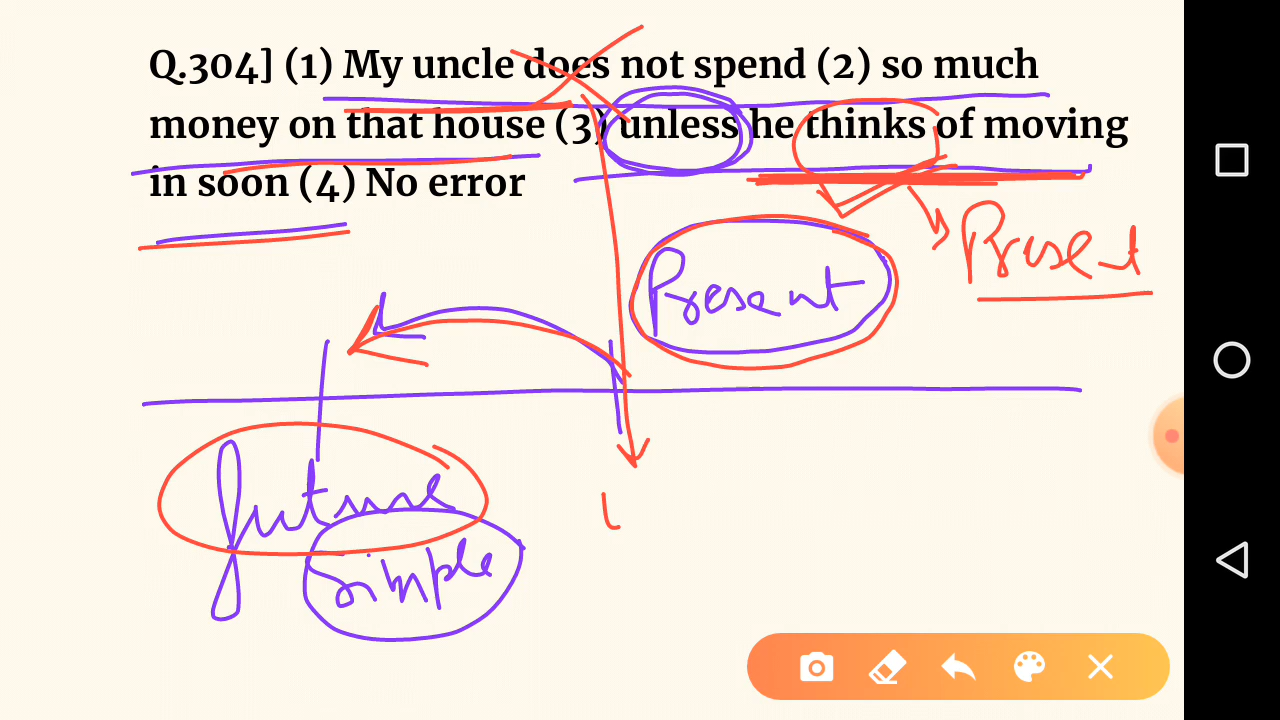 Q.304] (1) My uncle does not spend (2) so much
money on that house (3) unless he thinks of moving
in soon (4) No error
Present
Present
future
simple